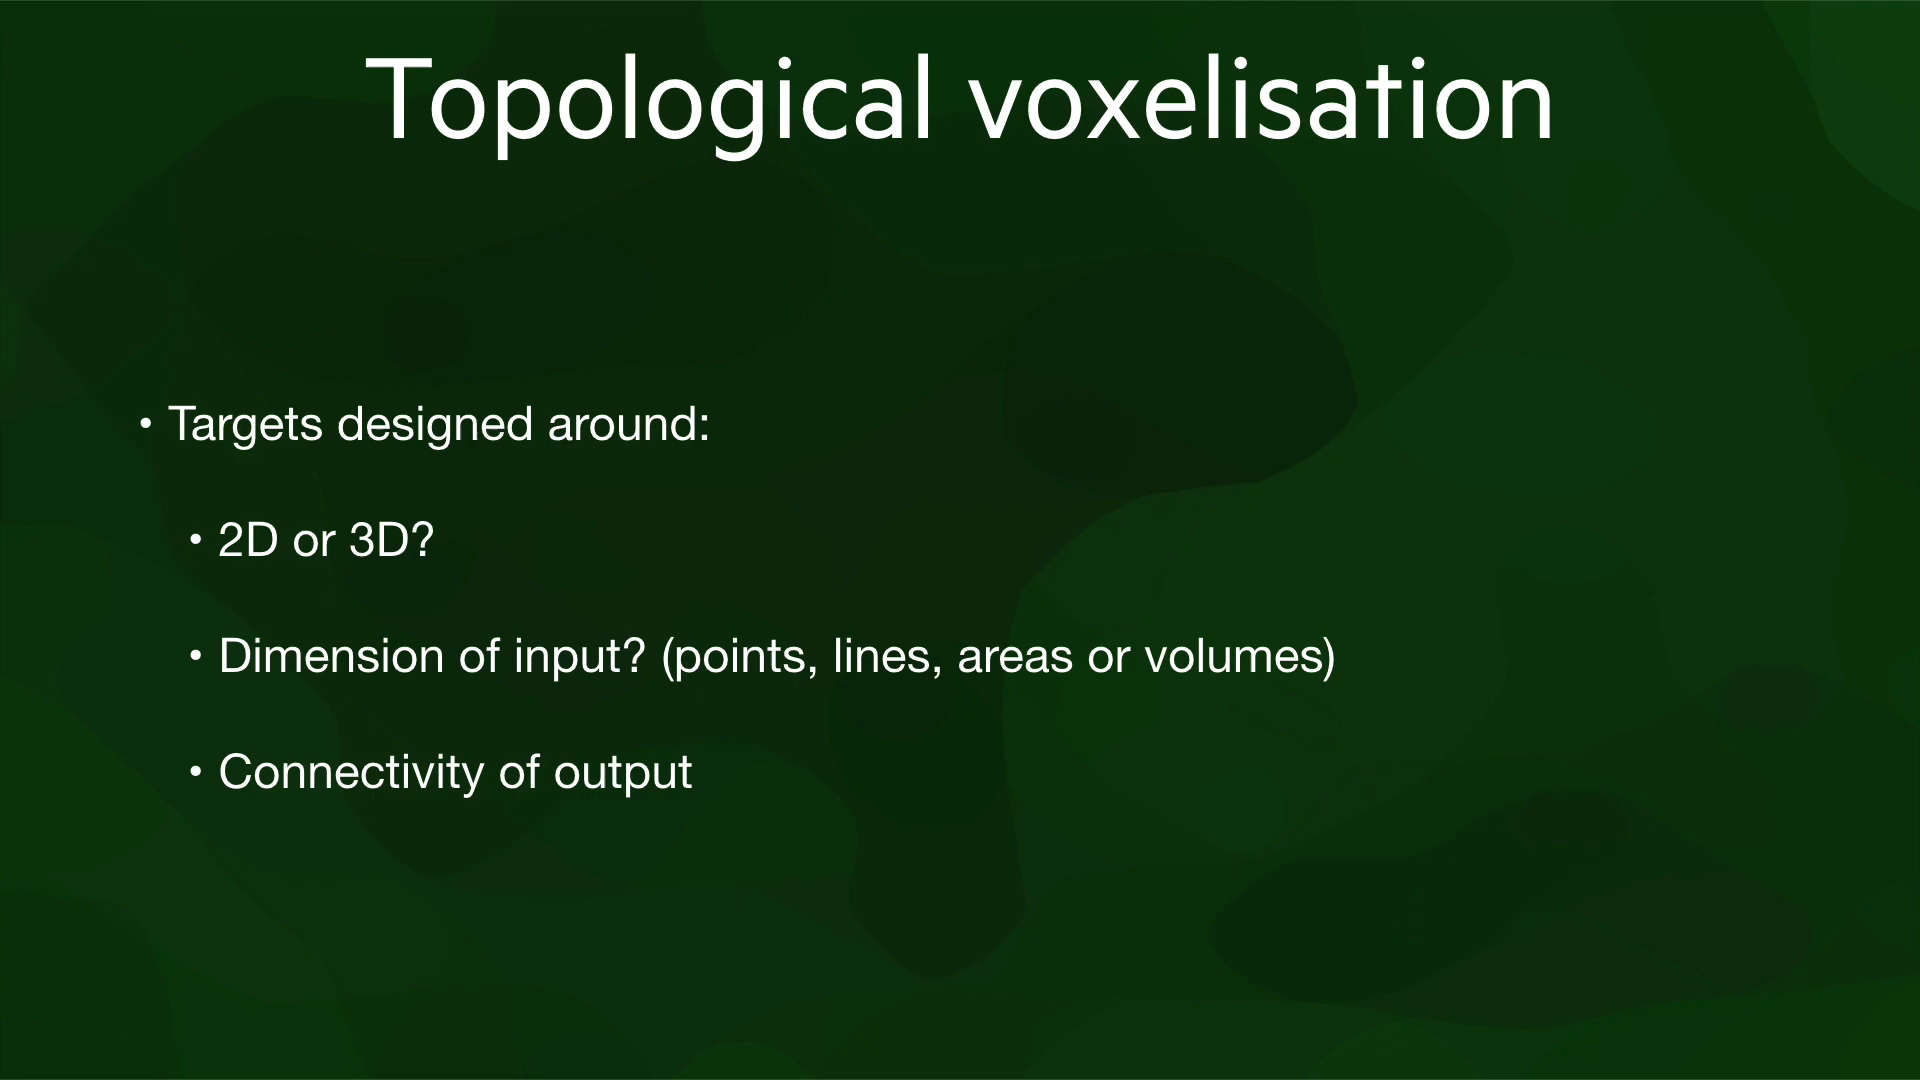 Topological voxelisation
• Targets designed around:
• 2D or 3D?
• Dimension of input? (points, lines, areas or volumes)
• Connectivity of output